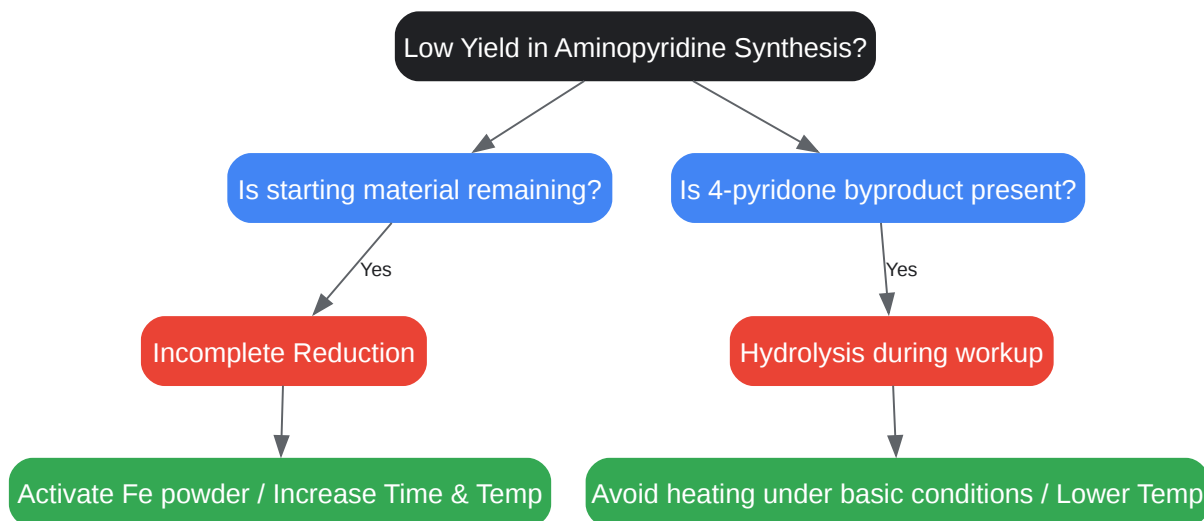 Low Yield in Aminopyridine Synthesis?
Is starting material remaining?
Is 4-pyridone byproduct present?
Yes
Yes
Incomplete Reduction
Hydrolysis during workup
Activate Fe powder / Increase Time & Temp
Avoid heating under basic conditions / Lower Temp